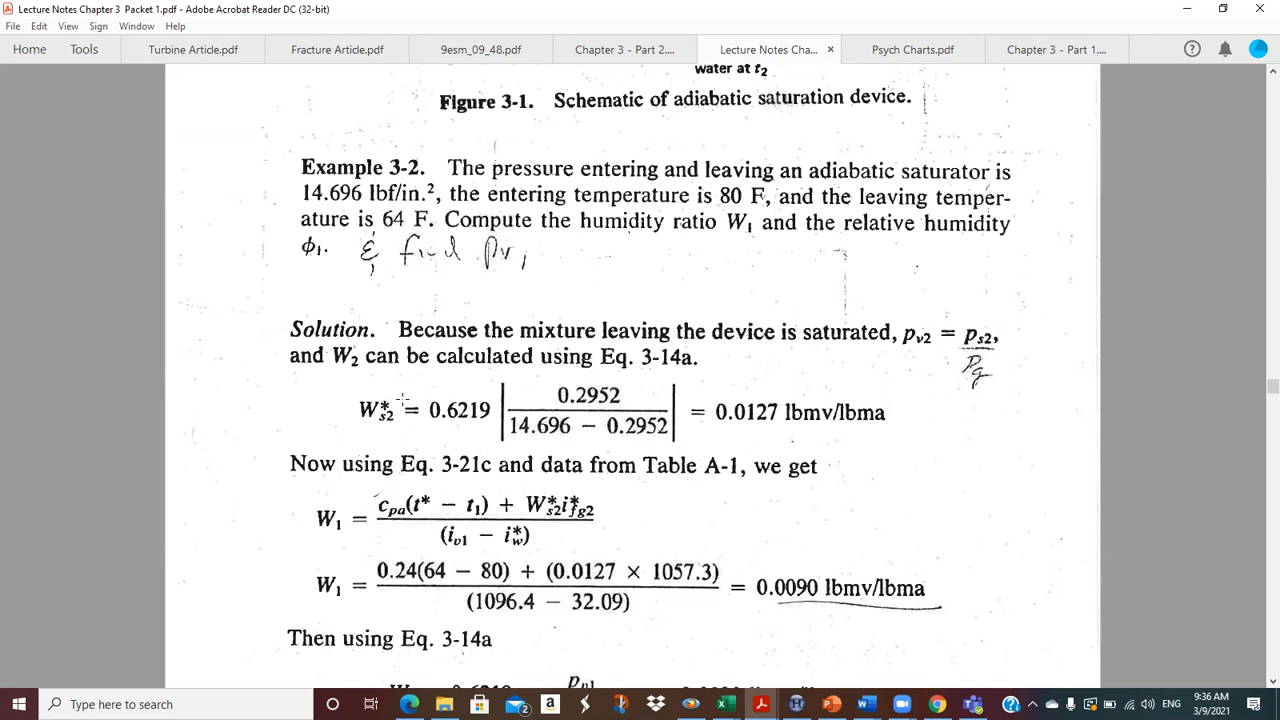 Lecture Notes Chapter 3 Packet 1.pdf - Adobe Acrobat Reader DC (32-bit)
File Edit View Sign Window Help
Home Tools Turbine Article.pdf Fracture Article.pdf 9esm_09_48.pdf Chapter 3 - Part 2.... Lecture Notes Cha... × Psych Charts.pdf Chapter 3 - Part 1....
water at t₂
Figure 3-1. Schematic of adiabatic saturation device.
Example 3-2. The pressure entering and leaving an adiabatic saturator is
14.696 lbf/in.², the entering temperature is 80 F, and the leaving temper-
ature is 64 F. Compute the humidity ratio W₁ and the relative humidity
ϕ₁. & find Pv₁
Solution. Because the mixture leaving the device is saturated, pᵥ₂ = pₛ₂,
Pg
and W₂ can be calculated using Eq. 3-14a.
W*ₛ₂ = 0.6219 | 0.2952 / (14.696 − 0.2952) | = 0.0127 lbmv/lbma
Now using Eq. 3-21c and data from Table A-1, we get
W₁ = (cₚₐ(t* − t₁) + W*ₛ₂i*fg2) / (iᵥ₁ − i*w)
W₁ = (0.24(64 − 80) + (0.0127 × 1057.3)) / (1096.4 − 32.09) = 0.0090 lbmv/lbma
Then using Eq. 3-14a
pᵥ₁
Type here to search
ENG
9:36 AM
3/9/2021